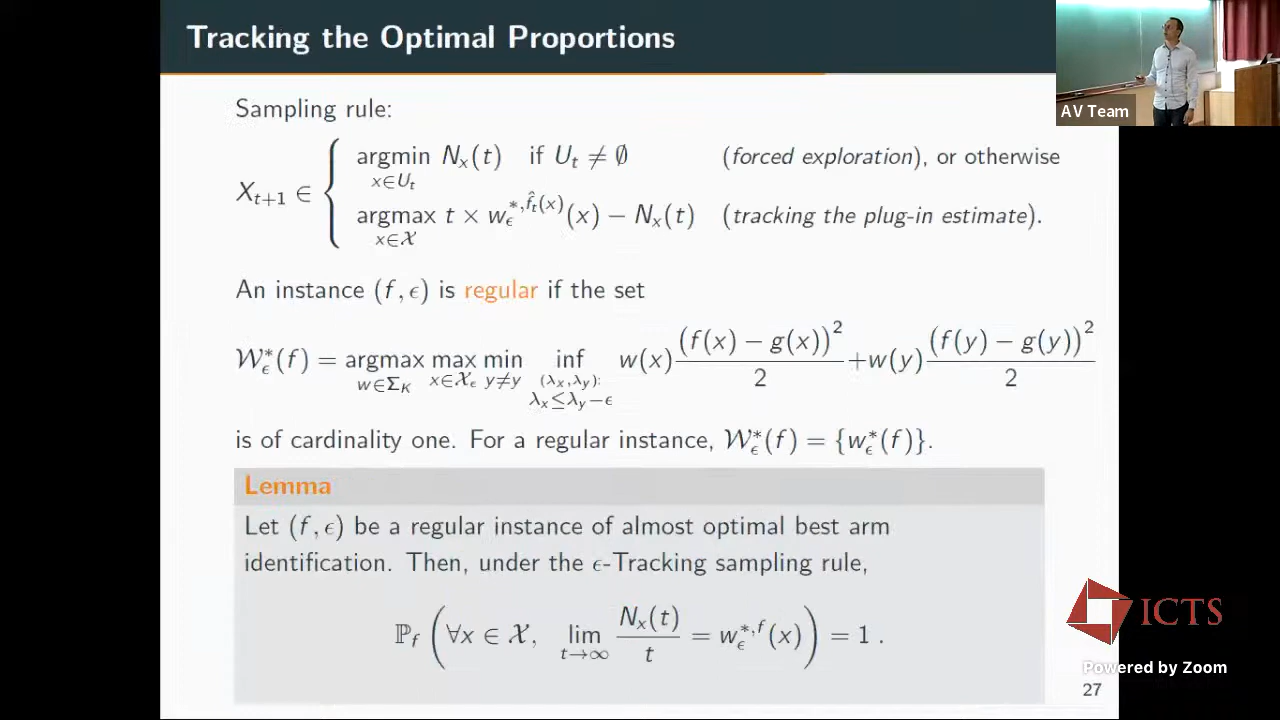 Tracking the Optimal Proportions
AV Team
Sampling rule:
X_{t+1} ∈ { argmin_{x∈U_t} N_x(t) if U_t ≠ ∅ (forced exploration), or otherwise
argmax_{x∈𝒳} t × w_ϵ^{*,f̂_t(x)}(x) − N_x(t) (tracking the plug-in estimate).
An instance (f, ϵ) is regular if the set
𝒲*_ϵ(f) = argmax_{w∈Σ_K} max_{x∈𝒳_ϵ} min_{y≠y} inf_{(λ_x,λ_y): λ_x≤λ_y−ϵ} w(x) (f(x) − g(x))²/2 + w(y) (f(y) − g(y))²/2
is of cardinality one. For a regular instance, 𝒲*_ϵ(f) = {w*_ϵ(f)}.
Lemma
Let (f, ϵ) be a regular instance of almost optimal best arm
identification. Then, under the ϵ-Tracking sampling rule,
ℙ_f (∀x ∈ 𝒳, lim_{t→∞} N_x(t)/t = w_ϵ^{*,f}(x)) = 1 .
ICTS
Powered by Zoom
27